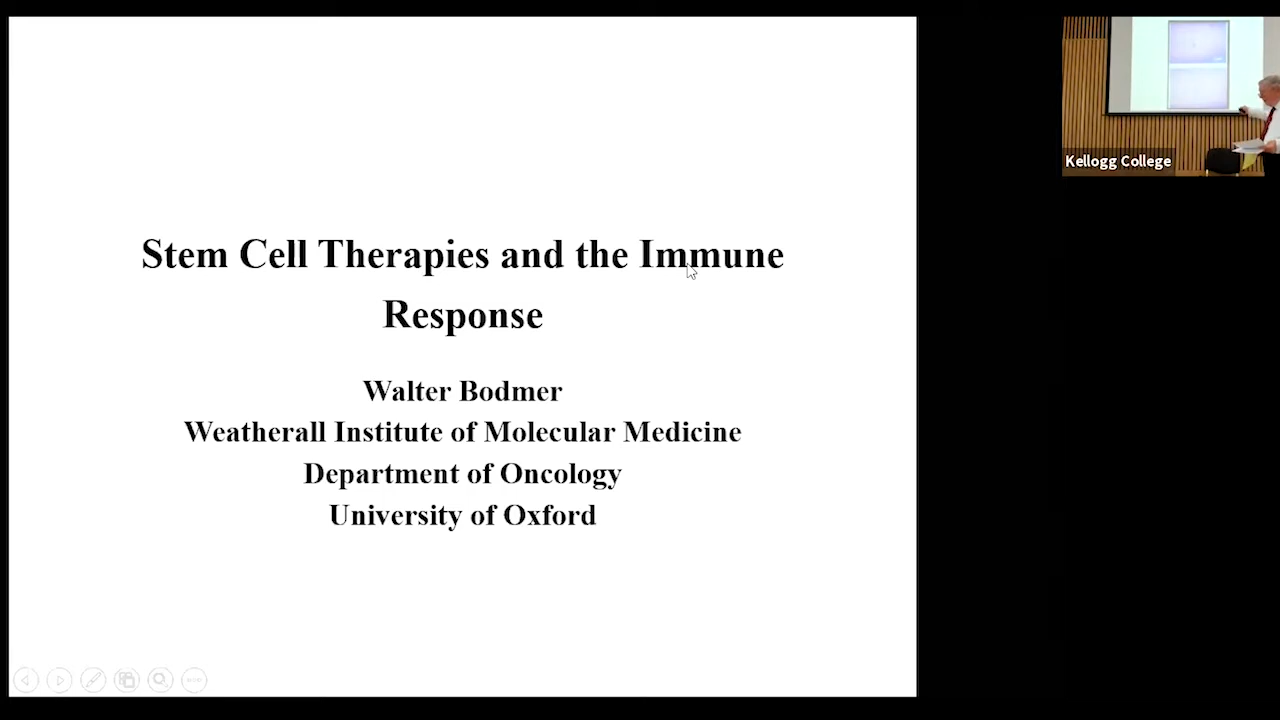 Stem Cell Therapies and the Immune
Response
Walter Bodmer
Weatherall Institute of Molecular Medicine
Department of Oncology
University of Oxford
Kellogg College